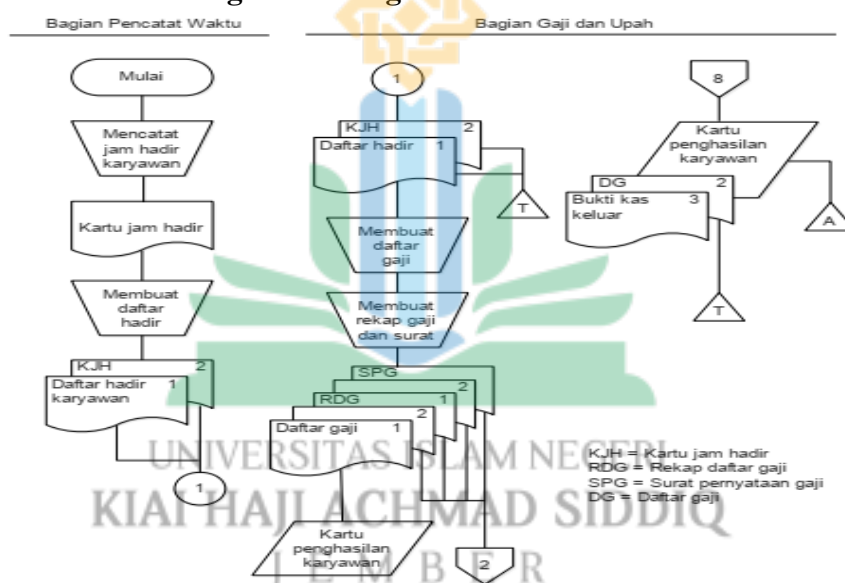 Bagian Pencatat Waktu
Bagian Gaji dan Upah
Mulai
Mencatat
jam hadir
karyawan
Kartu jam hadir
Membuat
daftar
hadir
KJH 2
Daftar hadir 1
karyawan
1
1
KJH 2
Daftar hadir 1
T
Membuat
daftar
gaji
Membuat
rekap gaji
dan surat
SPG
2
RDG 1
2
Daftar gaji 1
Kartu
penghasilan
karyawan
2
8
Kartu
penghasilan
karyawan
DG 2
Bukti kas 3
keluar
A
T
KJH = Kartu jam hadir
RDG = Rekap daftar gaji
SPG = Surat pernyataan gaji
DG = Daftar gaji
UNIVERSITAS ISLAM NEGERI
KIAI HAJI ACHMAD SIDDIQ
JEMBER